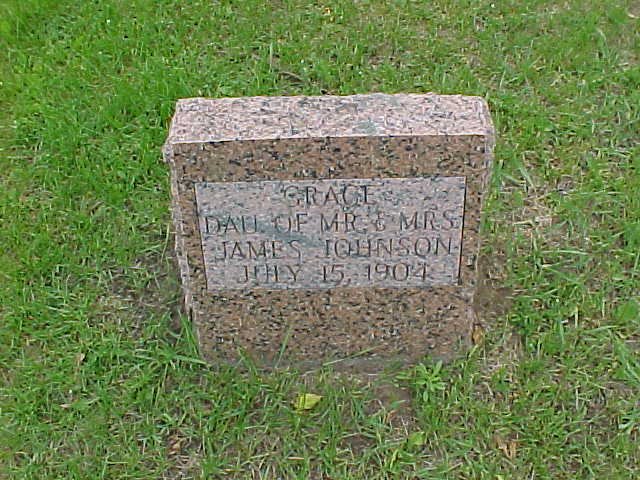 GRACE
DAU. OF MR. & MRS.
JAMES JOHNSON
JULY 15, 1904